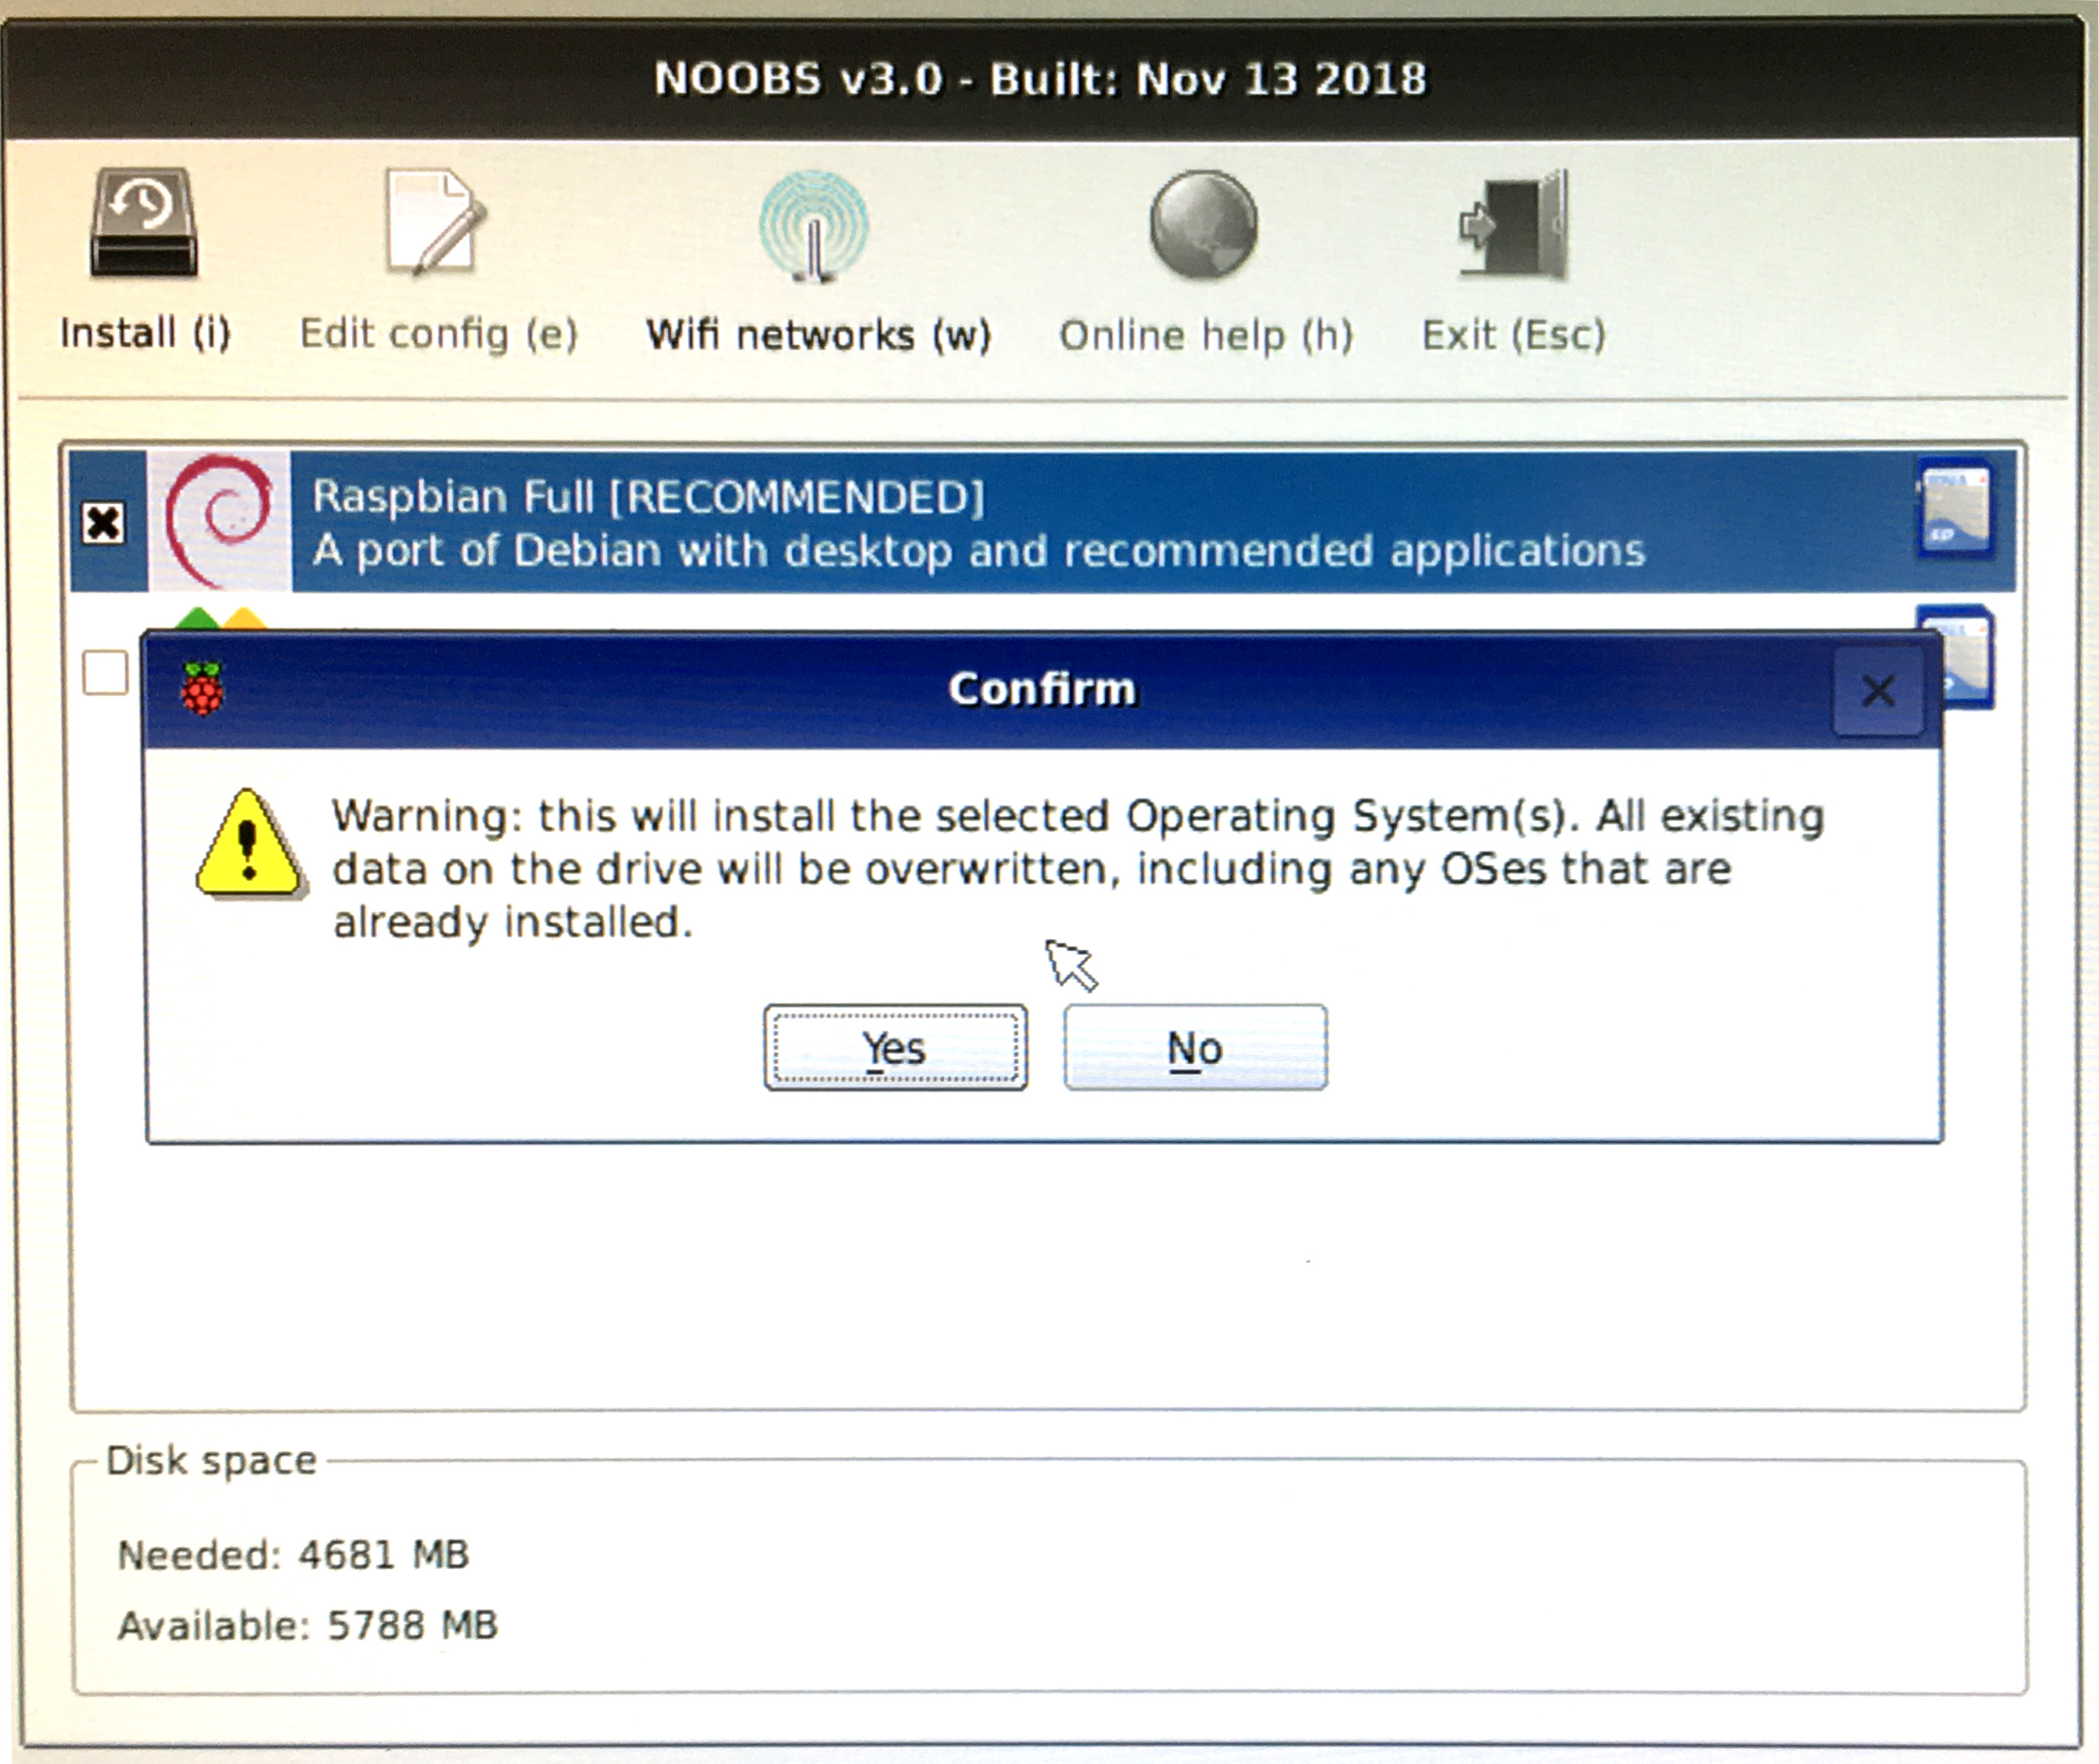 NOOBS v3.0 - Built: Nov 13 2018
Install (i)
Edit config (e)
Wifi networks (w)
Online help (h)
Exit (Esc)
Raspbian Full [RECOMMENDED]
A port of Debian with desktop and recommended applications
Confirm
Warning: this will install the selected Operating System(s). All existing
data on the drive will be overwritten, including any OSes that are
already installed.
Yes
No
Disk space
Needed: 4681 MB
Available: 5788 MB